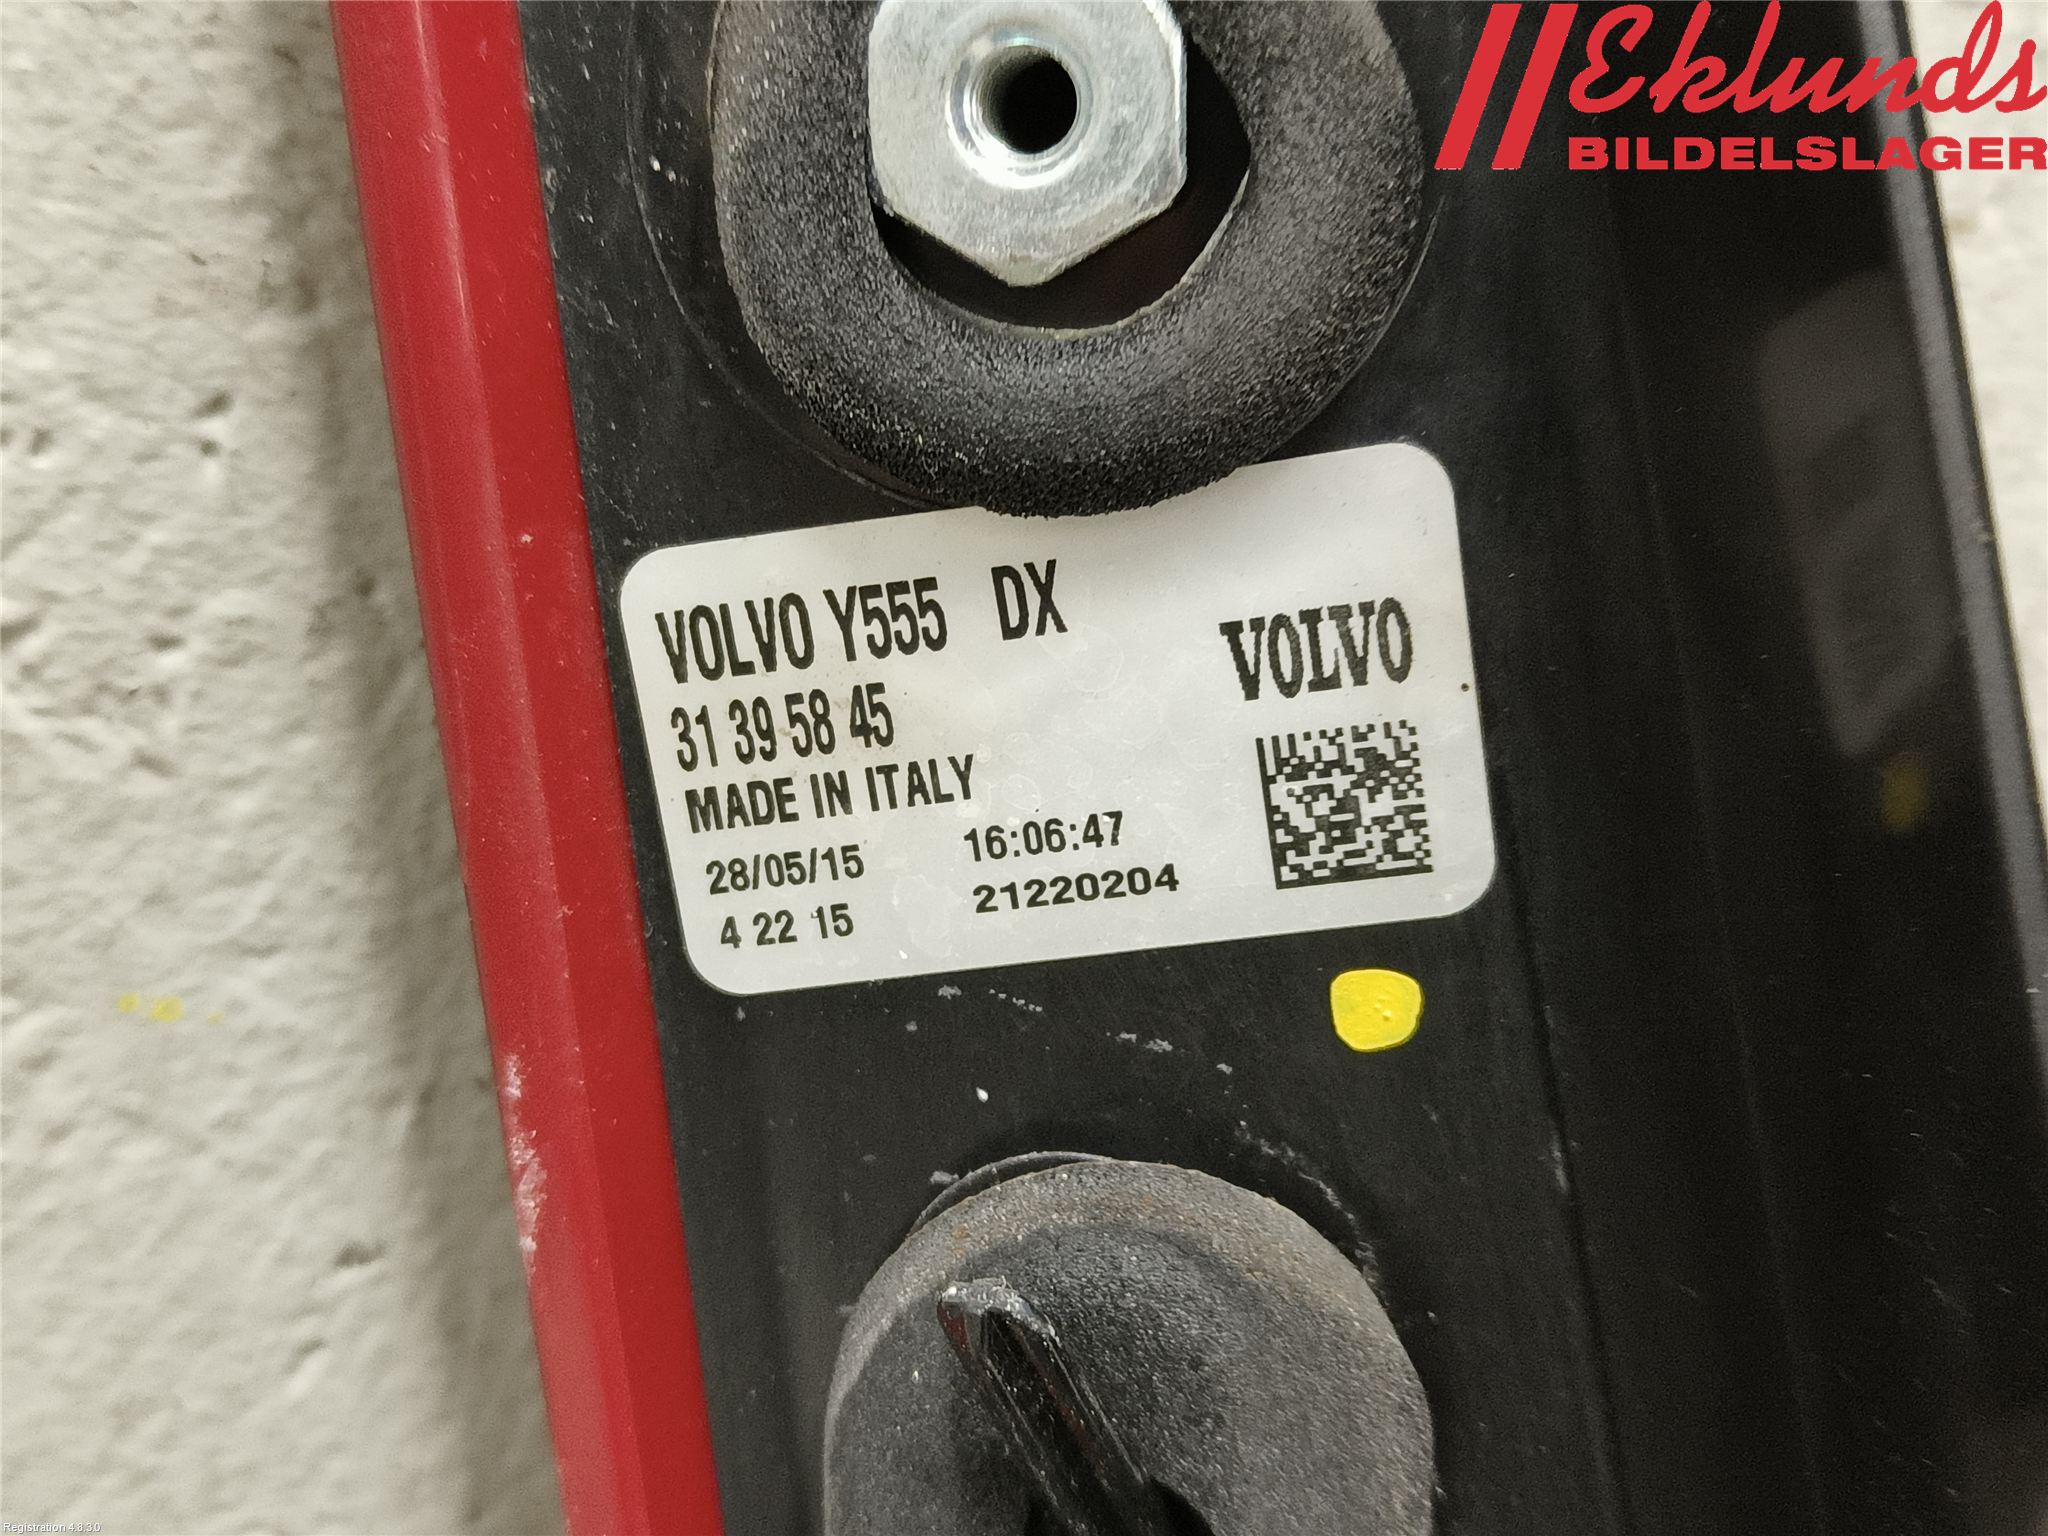 Eklunds
BILDELSLAGER
VOLVO Y555 DX
31 39 58 45
MADE IN ITALY
VOLVO
28/05/15 16:06:47
4 22 15 21220204
Registration 4.8.3.0